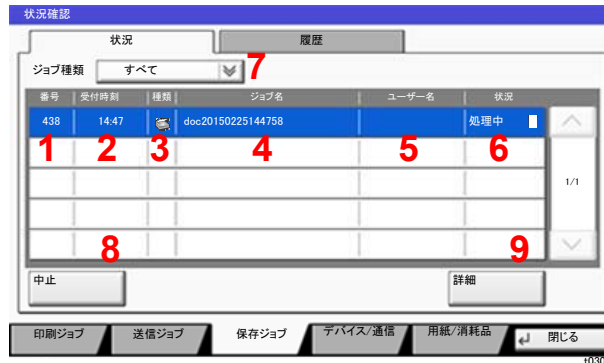 状況確認
状況 履歴
ジョブ種類 すべて 7
番号 受付時刻 種類 ジョブ名 ユーザー名 状況
438 14:47 doc20150225144758 処理中
1 2 3 4 5 6
1/1
8 9
中止 詳細
印刷ジョブ 送信ジョブ 保存ジョブ デバイス/通信 用紙/消耗品 閉じる
t030